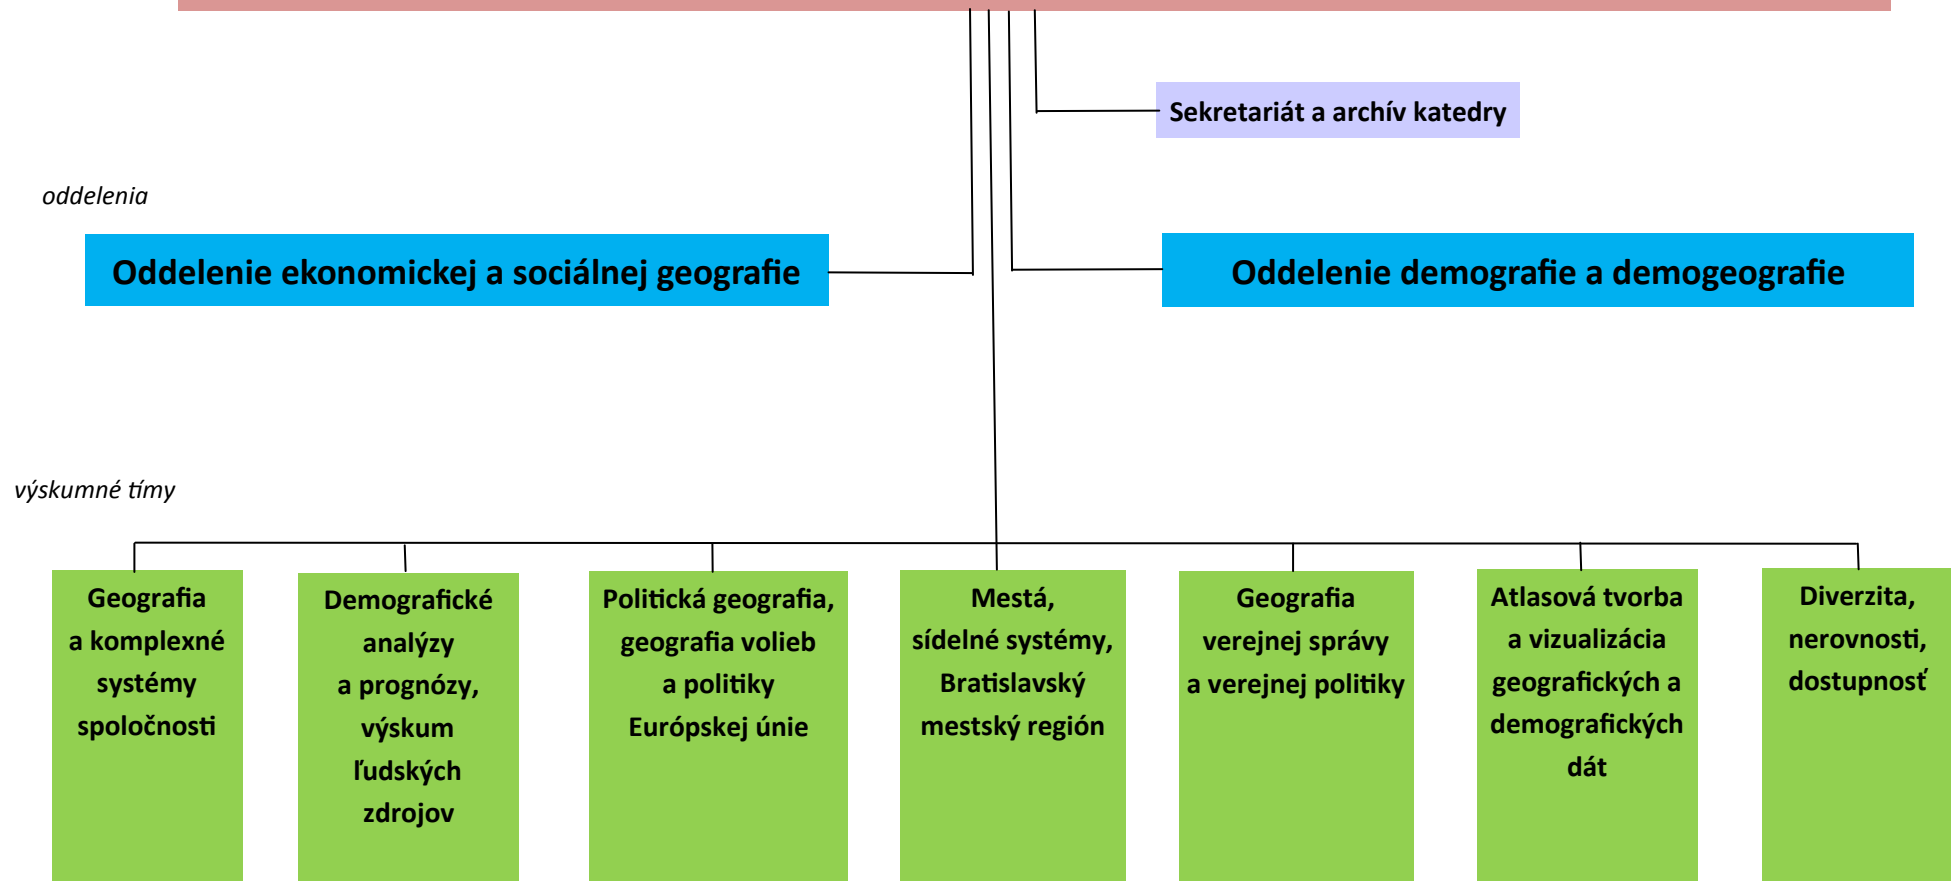 Sekretariát a archív katedry
oddelenia
Oddelenie ekonomickej a sociálnej geografie
Oddelenie demografie a demogeografie
výskumné tímy
Geografia
a komplexné
systémy
spoločnosti
Demografické
analýzy
a prognózy,
výskum
ľudských
zdrojov
Politická geografia,
geografia volieb
a politiky
Európskej únie
Mestá,
sídelné systémy,
Bratislavský
mestský región
Geografia
verejnej správy
a verejnej politiky
Atlasová tvorba
a vizualizácia
geografických a
demografických
dát
Diverzita,
nerovnosti,
dostupnosť